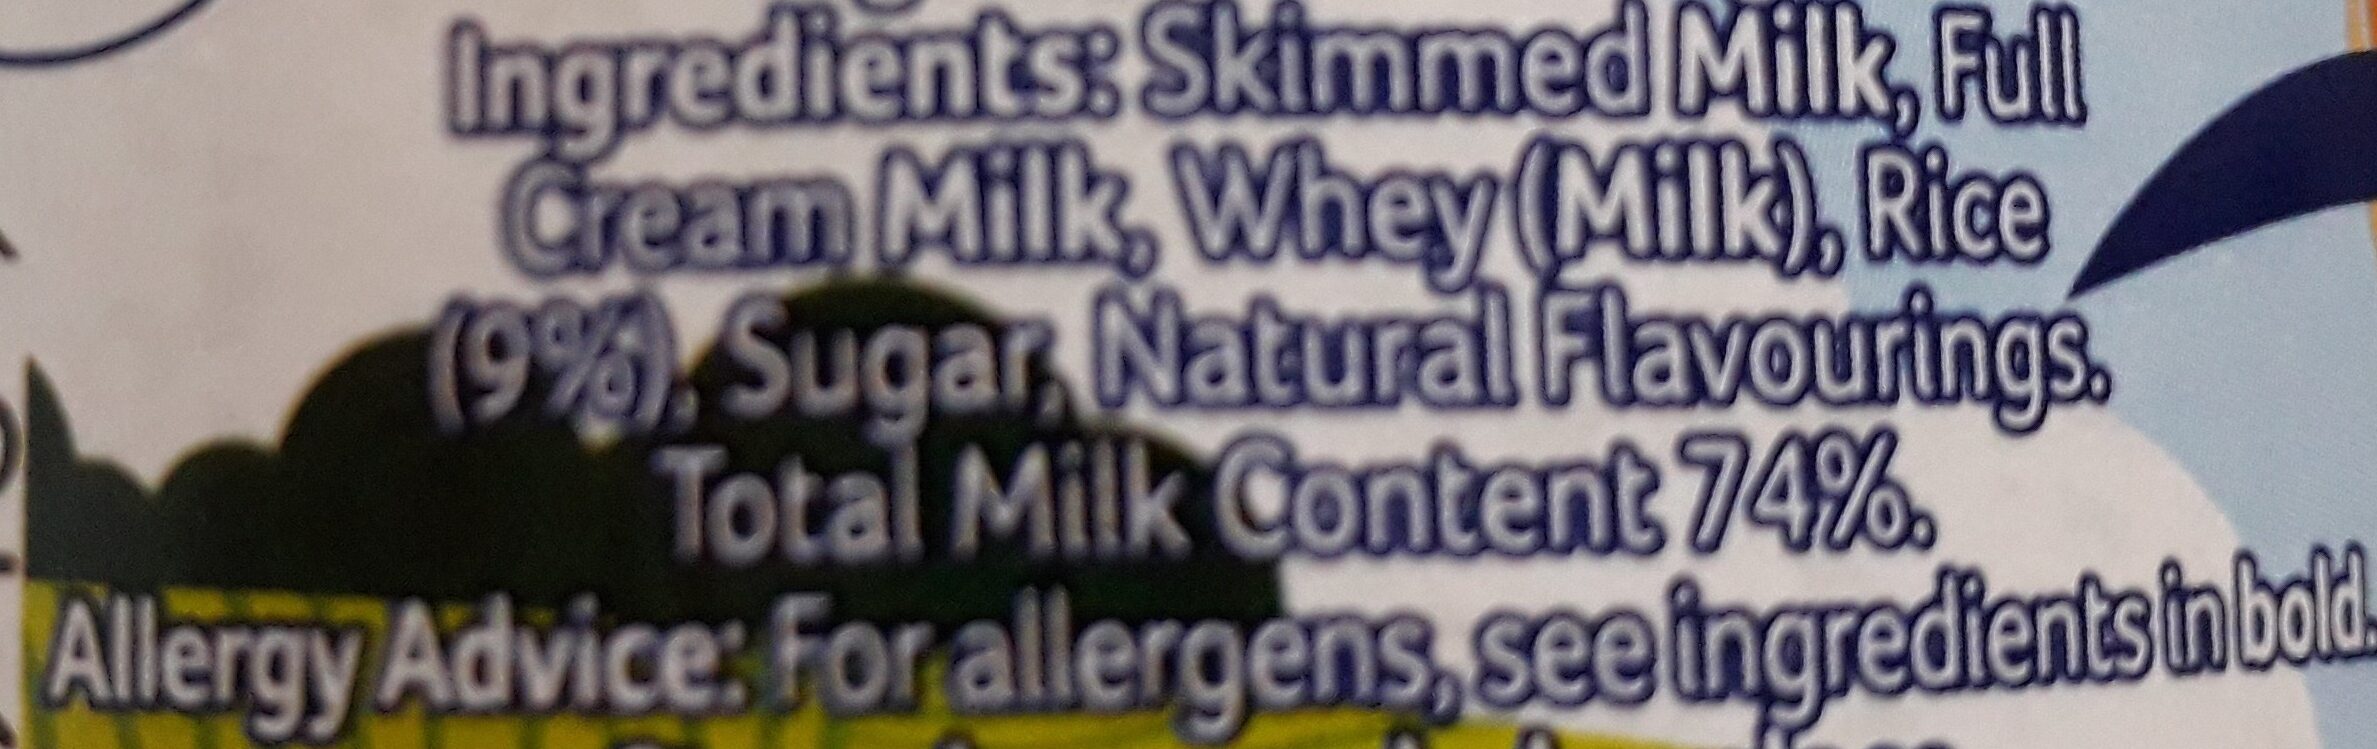 Ingredients: Skimmed Milk, Full
Cream Milk, Whey (Milk), Rice
(9%), Sugar, Natural Flavourings.
Total Milk Content 74%.
Allergy Advice: For allergens, see ingredients in bold.